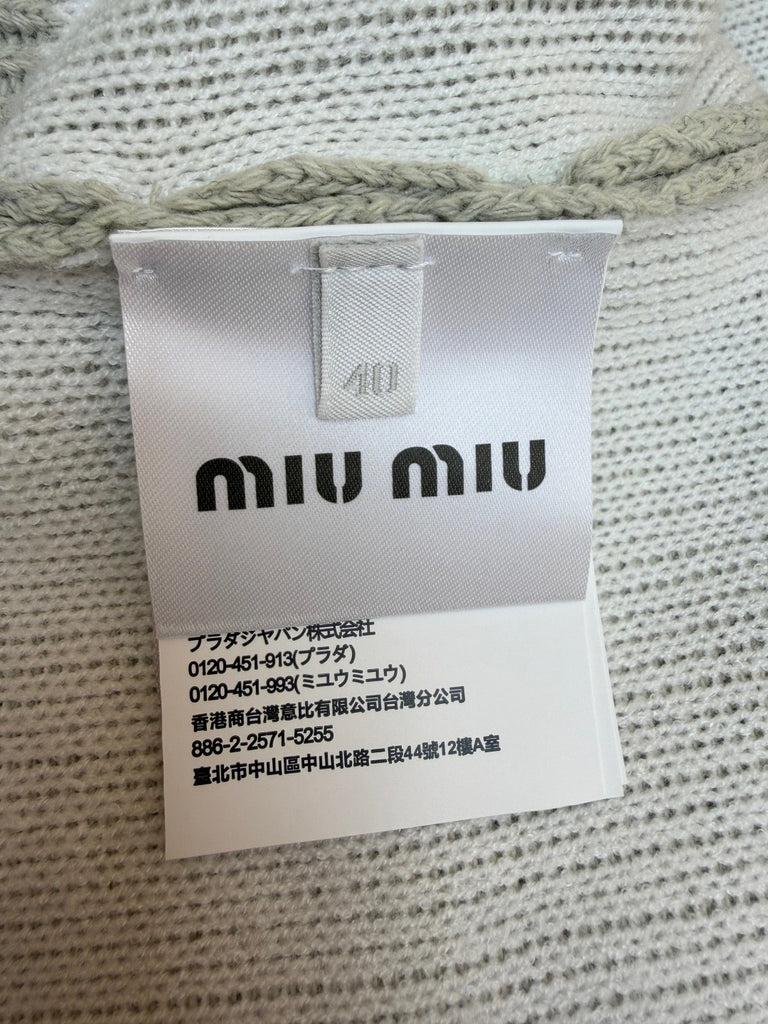 40
MIU MIU
プラダジャパン株式会社
0120-451-913(プラダ)
0120-451-993(ミユウミユウ)
香港商台灣意比有限公司台灣分公司
886-2-2571-5255
臺北市中山區中山北路二段44號12樓A室